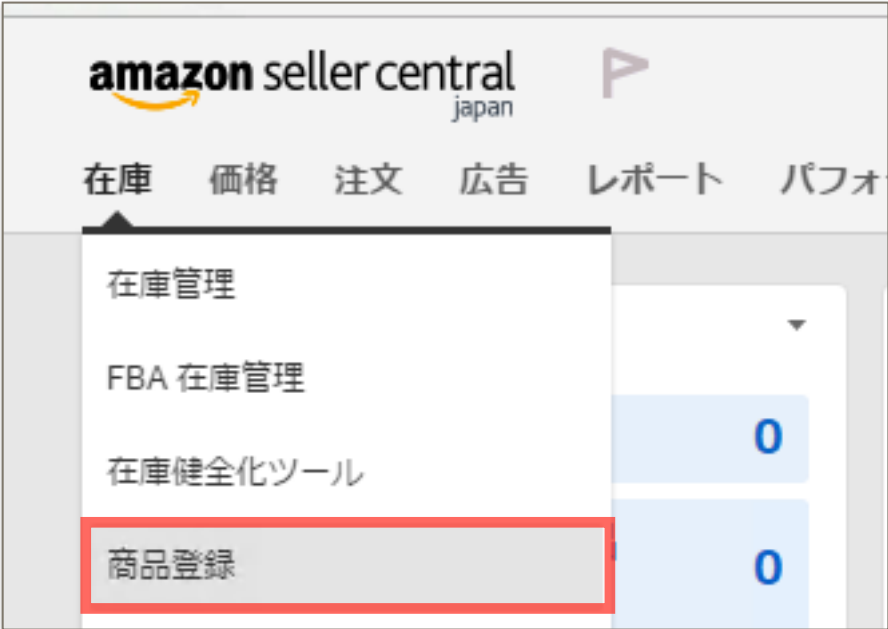 amazon seller central
japan
在庫 価格 注文 広告 レポート パフォ
在庫管理
FBA 在庫管理
0
在庫健全化ツール
商品登録
0